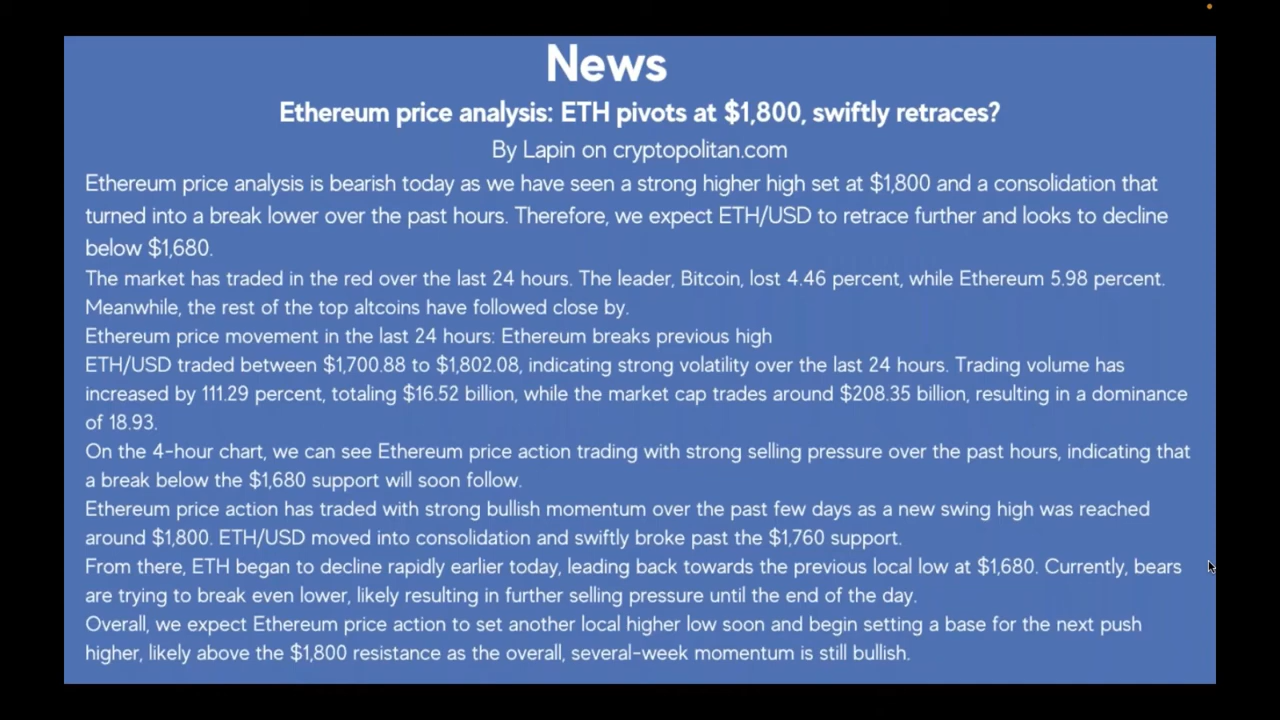 News
Ethereum price analysis: ETH pivots at $1,800, swiftly retraces?
By Lapin on cryptopolitan.com
Ethereum price analysis is bearish today as we have seen a strong higher high set at $1,800 and a consolidation that
turned into a break lower over the past hours. Therefore, we expect ETH/USD to retrace further and looks to decline
below $1,680.
The market has traded in the red over the last 24 hours. The leader, Bitcoin, lost 4.46 percent, while Ethereum 5.98 percent.
Meanwhile, the rest of the top altcoins have followed close by.
Ethereum price movement in the last 24 hours: Ethereum breaks previous high
ETH/USD traded between $1,700.88 to $1,802.08, indicating strong volatility over the last 24 hours. Trading volume has
increased by 111.29 percent, totaling $16.52 billion, while the market cap trades around $208.35 billion, resulting in a dominance
of 18.93.
On the 4-hour chart, we can see Ethereum price action trading with strong selling pressure over the past hours, indicating that
a break below the $1,680 support will soon follow.
Ethereum price action has traded with strong bullish momentum over the past few days as a new swing high was reached
around $1,800. ETH/USD moved into consolidation and swiftly broke past the $1,760 support.
From there, ETH began to decline rapidly earlier today, leading back towards the previous local low at $1,680. Currently, bears
are trying to break even lower, likely resulting in further selling pressure until the end of the day.
Overall, we expect Ethereum price action to set another local higher low soon and begin setting a base for the next push
higher, likely above the $1,800 resistance as the overall, several-week momentum is still bullish.